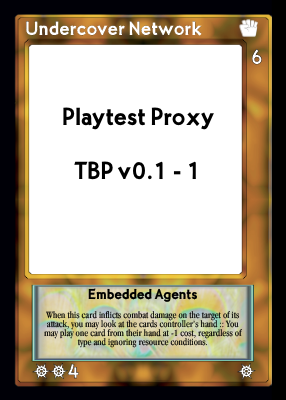 Undercover Network
6
Playtest Proxy
TBP v0.1 - 1
Embedded Agents
When this card inflicts combat damage on the target of its
attack, you may look at the cards controller's hand :: You
may play one card from their hand at -1 cost, regardless of
type and ignoring resource conditions.
4